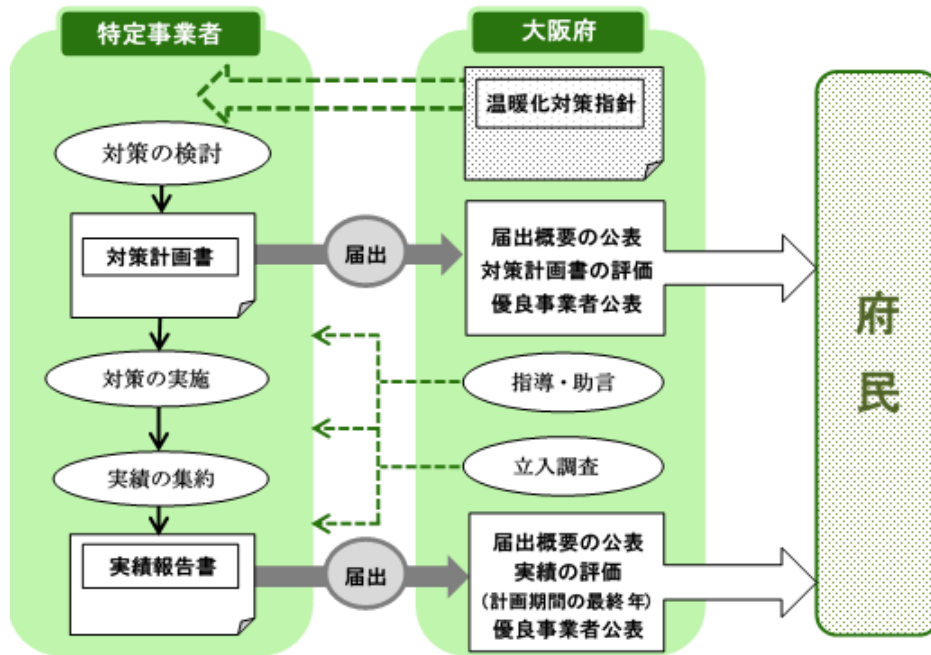 特定事業者
大阪府
温暖化対策指針
対策の検討
対策計画書
届出
届出概要の公表
対策計画書の評価
優良事業者公表
対策の実施
指導・助言
立入調査
実績の集約
実績報告書
届出
届出概要の公表
実績の評価
(計画期間の最終年)
優良事業者公表
府民